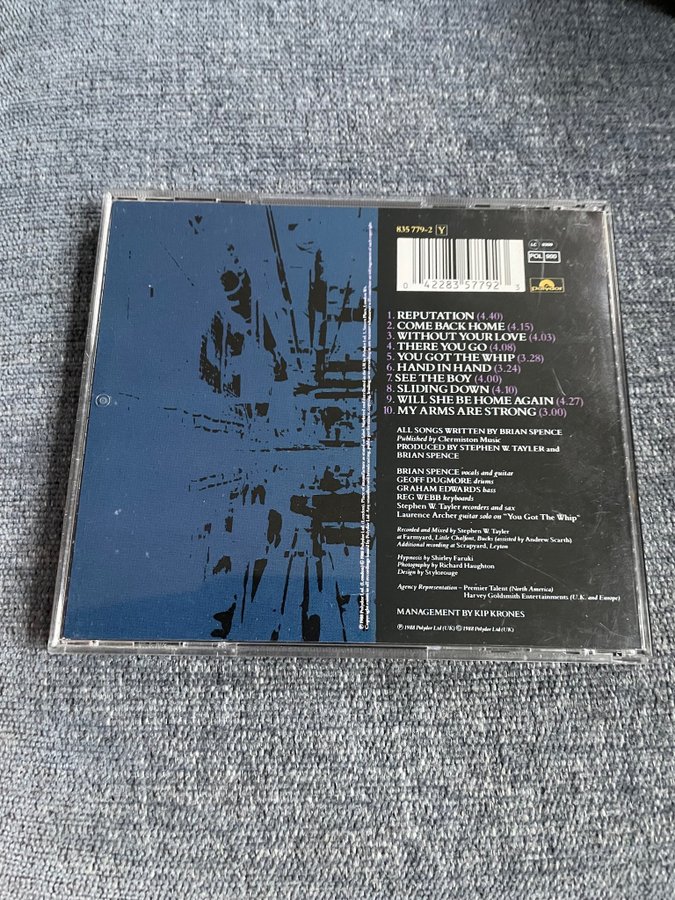 835 779-2 Y
LC 0309
POL 900
0 42283 57792 3
polydor
1. REPUTATION (4.40)
2. COME BACK HOME (4.15)
3. WITHOUT YOUR LOVE (4.03)
4. THERE YOU GO (4.08)
5. YOU GOT THE WHIP (3.28)
6. HAND IN HAND (3.24)
7. SEE THE BOY (4.00)
8. SLIDING DOWN (4.10)
9. WILL SHE BE HOME AGAIN (4.27)
10. MY ARMS ARE STRONG (3.00)
ALL SONGS WRITTEN BY BRIAN SPENCE
Published by Clermiston Music
PRODUCED BY STEPHEN W. TAYLER and
BRIAN SPENCE
BRIAN SPENCE vocals and guitar
GEOFF DUGMORE drums
GRAHAM EDWARDS bass
REG WEBB keyboards
Stephen W. Tayler recorders and sax
Laurence Archer guitar solo on "You Got The Whip"
Recorded and Mixed by Stephen W. Tayler
at Farmyard, Little Chalfont, Bucks (assisted by Andrew Scarth)
Additional recording at Scrapyard, Leyton
Hypnosis by Shirley Faruki
Photography by Richard Haughton
Design by Stylorouge
Agency Representation – Premier Talent (North America)
Harvey Goldsmith Entertainments (U.K. and Europe)
MANAGEMENT BY KIP KRONES
℗ 1988 Polydor Ltd (UK) © 1988 Polydor Ltd (UK)